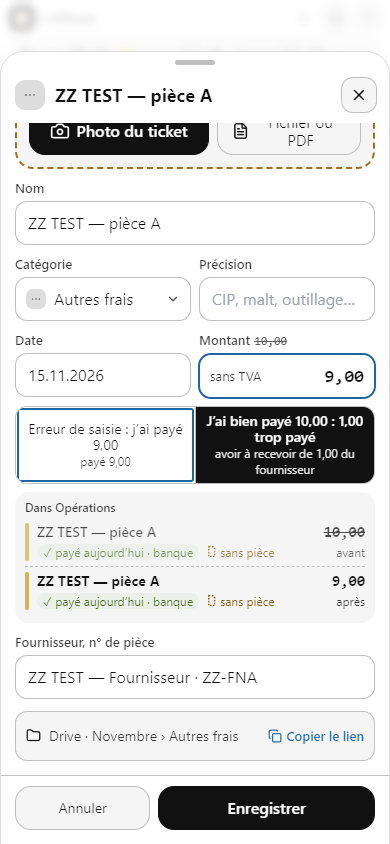 ZZ TEST — pièce A
Photo du ticket
Fichier ou
PDF
Nom
ZZ TEST — pièce A
Catégorie
Précision
Autres frais
CIP, malt, outillage...
Date
Montant 10,00
15.11.2026
sans TVA
9,00
Erreur de saisie : j'ai payé
9,00
payé 9,00
J'ai bien payé 10,00 : 1,00
trop payé
avoir à recevoir de 1,00 du
fournisseur
Dans Opérations
ZZ TEST — pièce A
10,00
✓ payé aujourd'hui · banque
sans pièce
avant
ZZ TEST — pièce A
9,00
✓ payé aujourd'hui · banque
sans pièce
après
Fournisseur, n° de pièce
ZZ TEST — Fournisseur · ZZ-FNA
Drive · Novembre › Autres frais
Copier le lien
Annuler
Enregistrer